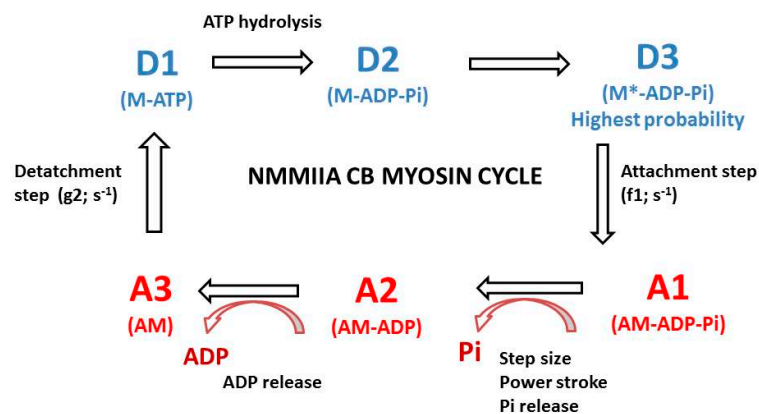 ATP hydrolysis
D1
(M-ATP)
D2
(M-ADP-Pi)
D3
(M*-ADP-Pi)
Highest probability
Detatchment
step (g2; s⁻¹)
NMMIIA CB MYOSIN CYCLE
Attachment step
(f1; s⁻¹)
A3
(AM)
A2
(AM-ADP)
A1
(AM-ADP-Pi)
ADP
ADP release
Pi
Step size
Power stroke
Pi release